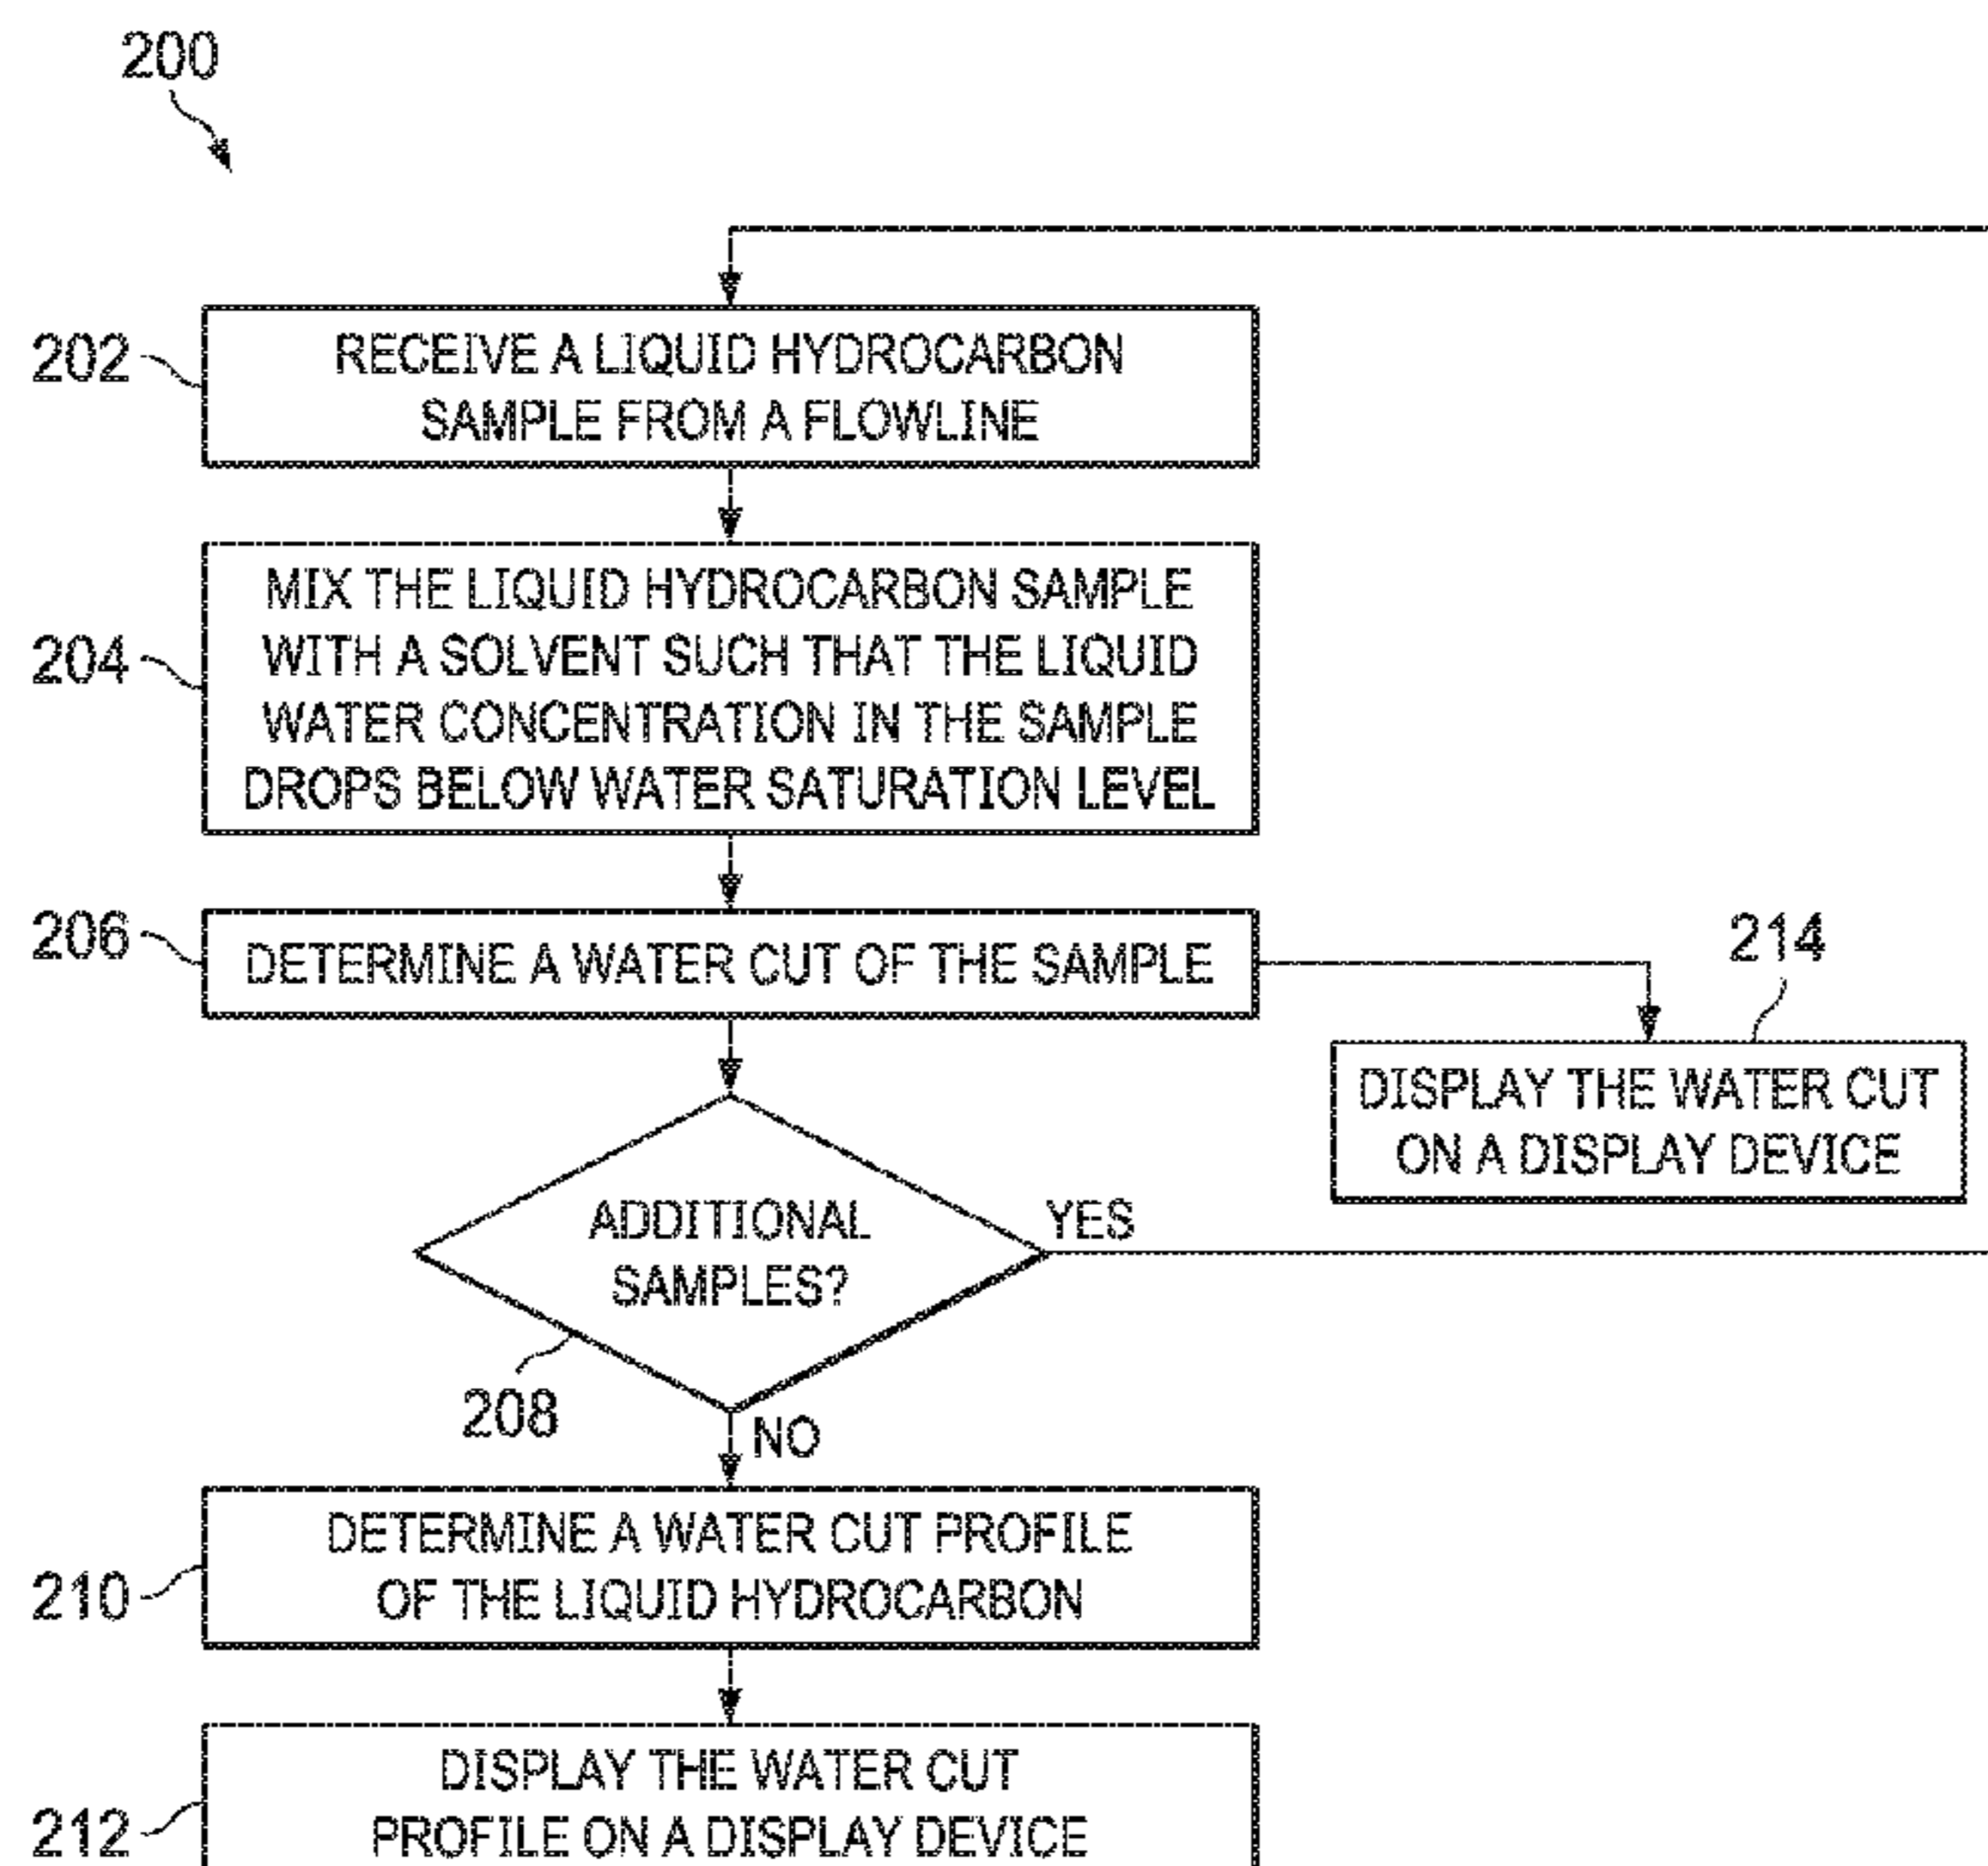 200
202
RECEIVE A LIQUID HYDROCARBON
SAMPLE FROM A FLOWLINE
204
MIX THE LIQUID HYDROCARBON SAMPLE
WITH A SOLVENT SUCH THAT THE LIQUID
WATER CONCENTRATION IN THE SAMPLE
DROPS BELOW WATER SATURATION LEVEL
206
DETERMINE A WATER CUT OF THE SAMPLE
214
DISPLAY THE WATER CUT
ON A DISPLAY DEVICE
ADDITIONAL
SAMPLES?
YES
208
NO
210
DETERMINE A WATER CUT PROFILE
OF THE LIQUID HYDROCARBON
212
DISPLAY THE WATER CUT
PROFILE ON A DISPLAY DEVICE